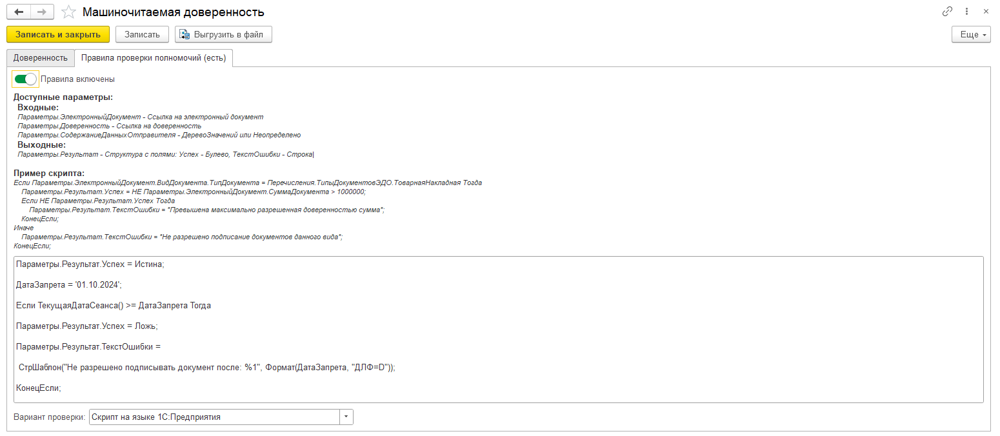 Машиночитаемая доверенность
Записать и закрыть
Записать
Выгрузить в файл
Еще
Доверенность
Правила проверки полномочий (есть)
Правила включены
Доступные параметры:
Входные:
Параметры.ЭлектронныйДокумент - Ссылка на электронный документ
Параметры.Доверенность - Ссылка на доверенность
Параметры.СодержаниеДанныхОтправителя - ДеревоЗначений или Неопределено
Выходные:
Параметры.Результат - Структура с полями: Успех - Булево, ТекстОшибки - Строка
Пример скрипта:
Если Параметры.ЭлектронныйДокумент.ВидДокумента.ТипДокумента = Перечисления.ТипыДокументовЭДО.ТоварнаяНакладная Тогда
Параметры.Результат.Успех = НЕ Параметры.ЭлектронныйДокумент.СуммаДокумента > 1000000;
Если НЕ Параметры.Результат.Успех Тогда
Параметры.Результат.ТекстОшибки = "Превышена максимально разрешенная доверенностью сумма";
КонецЕсли;
Иначе
Параметры.Результат.ТекстОшибки = "Не разрешено подписание документов данного вида";
КонецЕсли;
Параметры.Результат.Успех = Истина;
ДатаЗапрета = '01.10.2024';
Если ТекущаяДатаСеанса() >= ДатаЗапрета Тогда
Параметры.Результат.Успех = Ложь;
Параметры.Результат.ТекстОшибки =
СтрШаблон("Не разрешено подписывать документ после: %1", Формат(ДатаЗапрета, "ДЛФ=D"));
КонецЕсли;
Вариант проверки: Скрипт на языке 1С:Предприятия